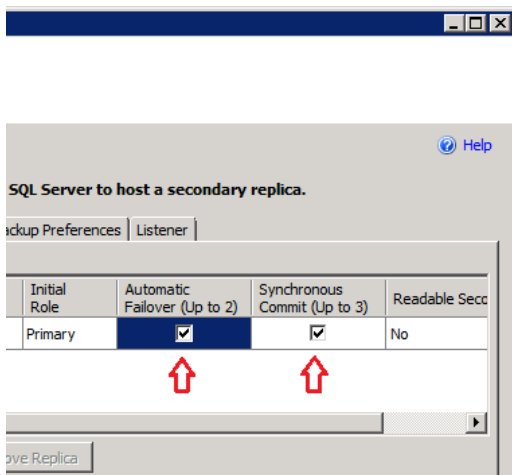 Help
SQL Server to host a secondary replica.
ackup Preferences Listener
Initial Role Automatic Failover (Up to 2) Synchronous Commit (Up to 3) Readable Seco
Primary No
ove Replica